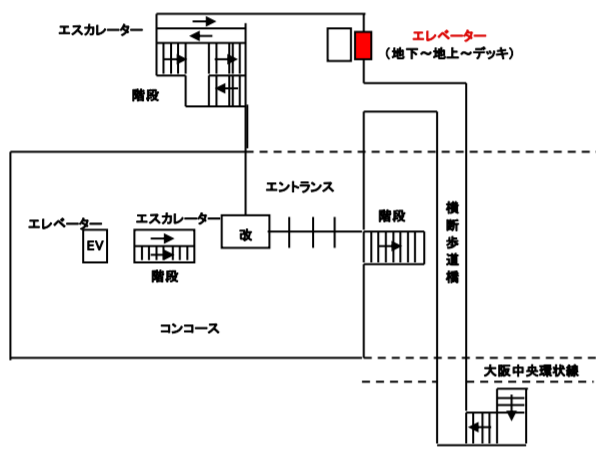 エスカレーター
エレベーター
（地下～地上～デッキ）
階段
エントランス
エレベーター
エスカレーター
階段
EV
改
階段
横断歩道橋
コンコース
大阪中央環状線